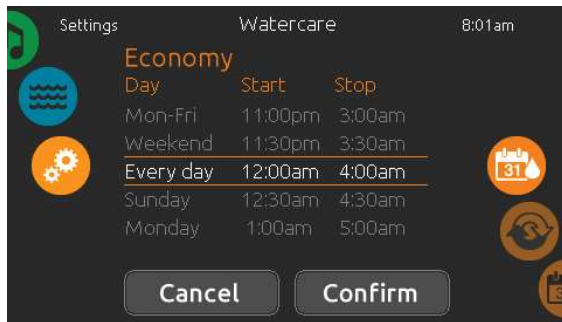 Settings Watercare 8:01am
Economy
Day Start Stop
Mon-Fri 11:00pm 3:00am
Weekend 11:30pm 3:30am
Every day 12:00am 4:00am
31
Sunday 12:30am 4:30am
Monday 1:00am 5:00am
Cancel Confirm